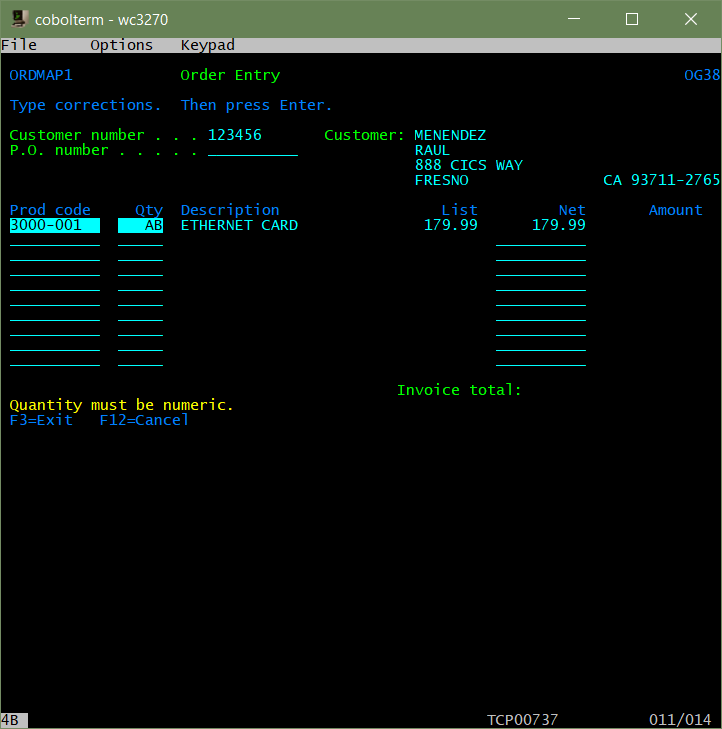 cobolterm - wc3270
File Options Keypad
ORDMAP1 Order Entry OG38
Type corrections. Then press Enter.
Customer number . . . 123456 Customer: MENENDEZ
P.O. number . . . . . __________ RAUL
888 CICS WAY
FRESNO CA 93711-2765
Prod code Qty Description List Net Amount
3000-001 AB ETHERNET CARD 179.99 179.99
Invoice total:
Quantity must be numeric.
F3=Exit F12=Cancel
4B TCP00737 011/014